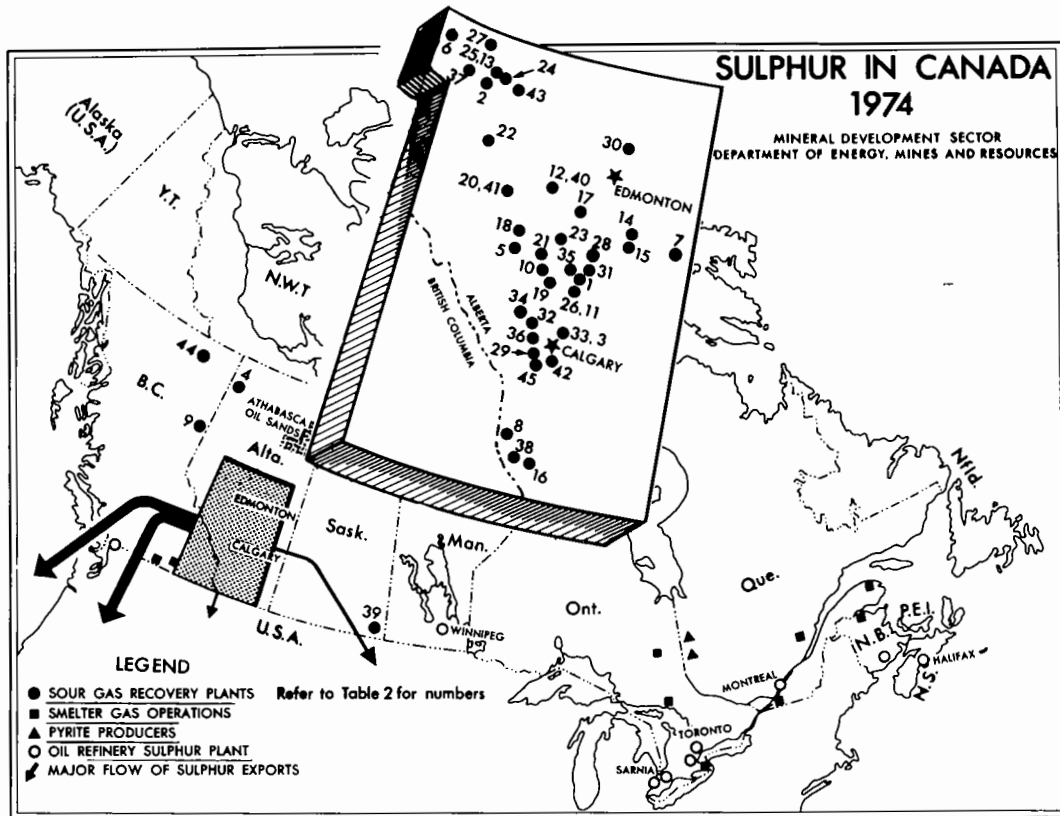 SULPHUR IN CANADA
1974
MINERAL DEVELOPMENT SECTOR
DEPARTMENT OF ENERGY, MINES AND RESOURCES
Alaska
(U.S.A)
Y.T.
N.W.T
B.C.
44
4
9
ATHABASCA
OIL SANDS
Alta.
EDMONTON
CALGARY
Sask.
Man.
39
WINNIPEG
U.S.A.
Ont.
Que.
Nfld
P.E.I.
N.B.
N.S.
HALIFAX
MONTREAL
TORONTO
SARNIA
6
27
25,13
24
37
2
43
22
30
EDMONTON
12,40
20,41
17
14
7
18
23
5
21
28
15
35
10
31
1
19
26,11
34
32
33, 3
36
29
CALGARY
42
45
ALBERTA
BRITISH COLUMBIA
8
38
16
LEGEND
SOUR GAS RECOVERY PLANTS Refer to Table 2 for numbers
SMELTER GAS OPERATIONS
PYRITE PRODUCERS
OIL REFINERY SULPHUR PLANT
MAJOR FLOW OF SULPHUR EXPORTS